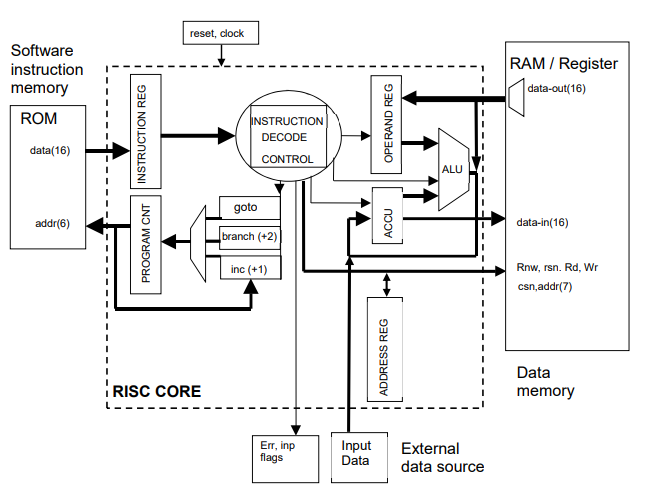 reset, clock
Software
instruction
memory
ROM
data(16)
addr(6)
INSTRUCTION REG
INSTRUCTION
DECODE
CONTROL
OPERAND REG
RAM / Register
data-out(16)
ALU
PROGRAM CNT
goto
branch (+2)
inc (+1)
ACCU
data-in(16)
Rnw, rsn. Rd, Wr
csn,addr(7)
ADDRESS REG
RISC CORE
Data
memory
Err, inp
flags
Input
Data
External
data source